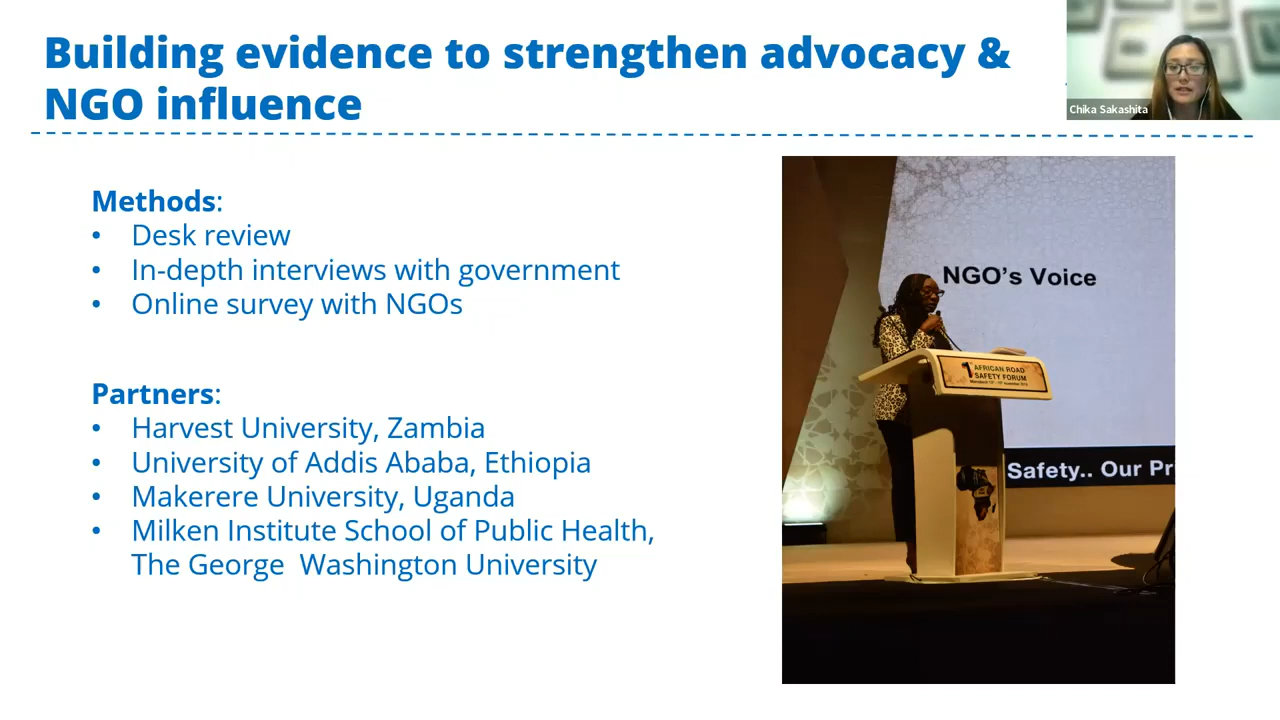 Building evidence to strengthen advocacy &
NGO influence
Chika Sakashita
Methods:
• Desk review
• In-depth interviews with government
• Online survey with NGOs
Partners:
• Harvest University, Zambia
• University of Addis Ababa, Ethiopia
• Makerere University, Uganda
• Milken Institute School of Public Health,
The George Washington University
NGO's Voice
1 AFRICAN ROAD
SAFETY FORUM
Safety.. Our Pri